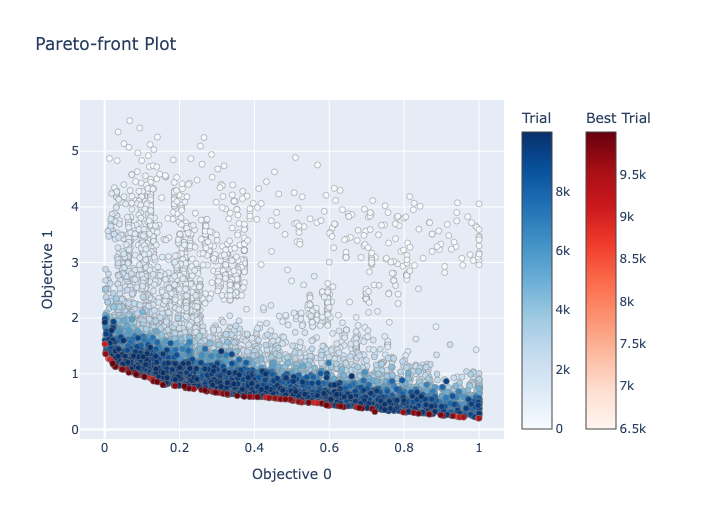 Pareto-front Plot
Trial
Best Trial
8k
6k
4k
2k
0
9.5k
9k
8.5k
8k
7.5k
7k
6.5k
Objective 1
5
4
3
2
1
0
0
0.2
0.4
0.6
0.8
1
Objective 0